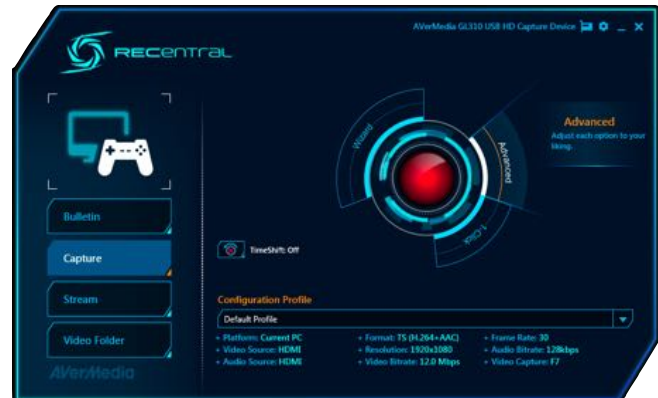 AVerMedia GL310 USB HD Capture Device
RECENTRAL
Wizard
Advanced
1-Click
Advanced
Adjust each option to your
liking.
Bulletin
Capture
Stream
Video Folder
AVerMedia
TimeShift: Off
Configuration Profile
Default Profile
+ Platform: Current PC
+ Video Source: HDMI
+ Audio Source: HDMI
+ Format: TS (H.264+AAC)
+ Resolution: 1920x1080
+ Video Bitrate: 12.0 Mbps
+ Frame Rate: 30
+ Audio Bitrate: 128kbps
+ Video Capture: F7